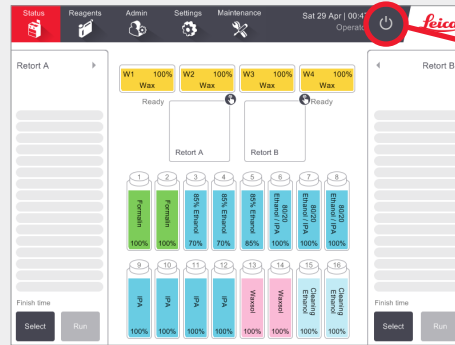 Status Reagents Admin Settings Maintenance
Sat 29 Apr | 00:4
Operato
Retort A
Retort B
W1 100%
Wax
W2 100%
Wax
W3 100%
Wax
W4 100%
Wax
Ready
Ready
Retort A
Retort B
1 2 3 4 5 6 7 8
Formalin
Formalin
85% Ethanol
85% Ethanol
85% Ethanol
80/20
Ethanol / IPA
80/20
Ethanol / IPA
80/20
Ethanol / IPA
100% 100% 70% 70% 85% 100% 100% 100%
9 10 11 12 13 14 15 16
IPA
IPA
IPA
IPA
Waxsol
Waxsol
Cleaning
Ethanol
Cleaning
Ethanol
100% 100% 100% 100% 100% 100% 100% 100%
Finish time
Select
Run
Finish time
Select
Run